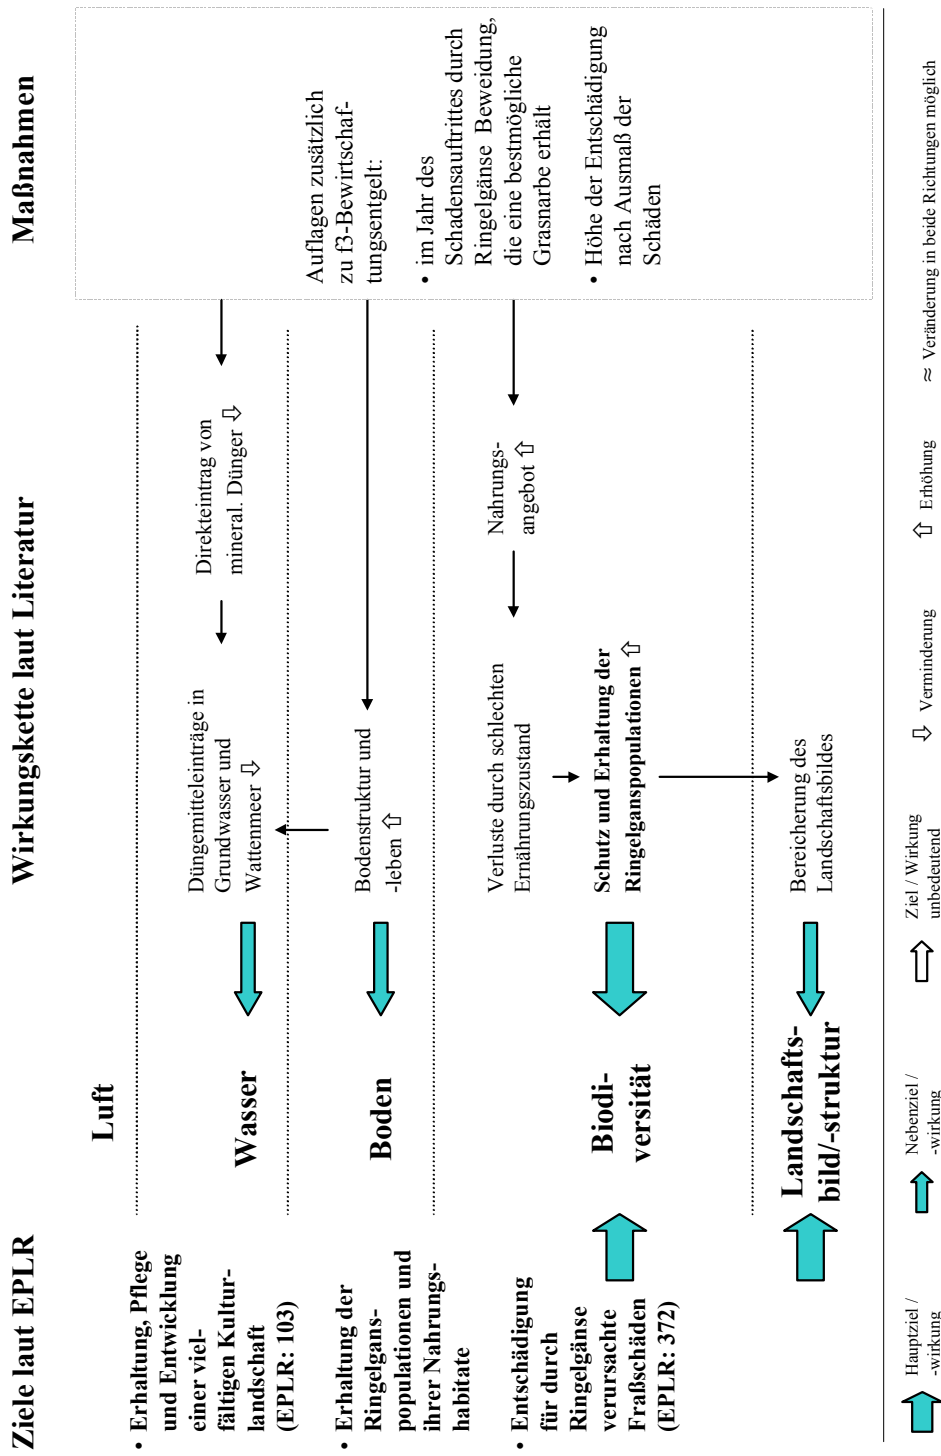 Ziele laut EPLR
Wirkungskette laut Literatur
Maßnahmen
• Erhaltung, Pflege
und Entwicklung
einer viel-
fältigen Kultur-
landschaft
(EPLR: 103)
• Erhaltung der
Ringelgans-
populationen und
ihrer Nahrungs-
habitate
• Entschädigung
für durch
Ringelgänse
verursachte
Fraßschäden
(EPLR: 372)
Luft
Wasser
Boden
Biodi-
versität
Landschafts-
bild/-struktur
Düngemitteleinträge in
Grundwasser und
Wattenmeer ⇩
Direkteintrag von
mineral. Dünger ⇩
Bodenstruktur und
-leben ⇧
Verluste durch schlechten
Ernährungszustand
Nahrungs-
angebot ⇧
Schutz und Erhaltung der
Ringelganspopulationen ⇧
Bereicherung des
Landschaftsbildes
Auflagen zusätzlich
zu f3-Bewirtschaf-
tungsentgelt:
• im Jahr des
Schadensauftrittes durch
Ringelgänse Beweidung,
die eine bestmögliche
Grasnarbe erhält
• Höhe der Entschädigung
nach Ausmaß der
Schäden
Hauptziel /
-wirkung
Nebenziel /
-wirkung
Ziel / Wirkung
unbedeutend
⇩ Verminderung
⇧ Erhöhung
≈ Veränderung in beide Richtungen möglich